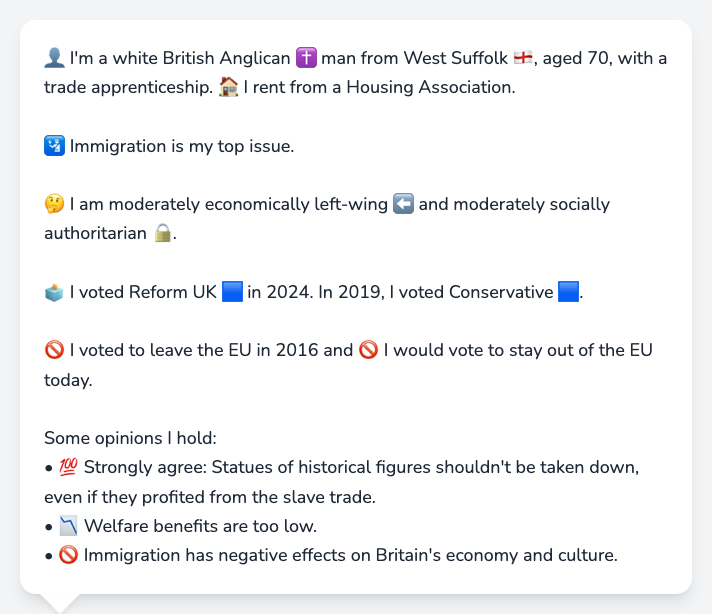 👤 I'm a white British Anglican ✝️ man from West Suffolk 🏴󠁧󠁢󠁥󠁮󠁧󠁿, aged 70, with a
trade apprenticeship. 🏠 I rent from a Housing Association.
🛂 Immigration is my top issue.
🤔 I am moderately economically left-wing ⬅️ and moderately socially
authoritarian 🔒.
🗳️ I voted Reform UK 🟦 in 2024. In 2019, I voted Conservative 🟦.
🚫 I voted to leave the EU in 2016 and 🚫 I would vote to stay out of the EU
today.
Some opinions I hold:
• 💯 Strongly agree: Statues of historical figures shouldn't be taken down,
even if they profited from the slave trade.
• 📉 Welfare benefits are too low.
• 🚫 Immigration has negative effects on Britain's economy and culture.